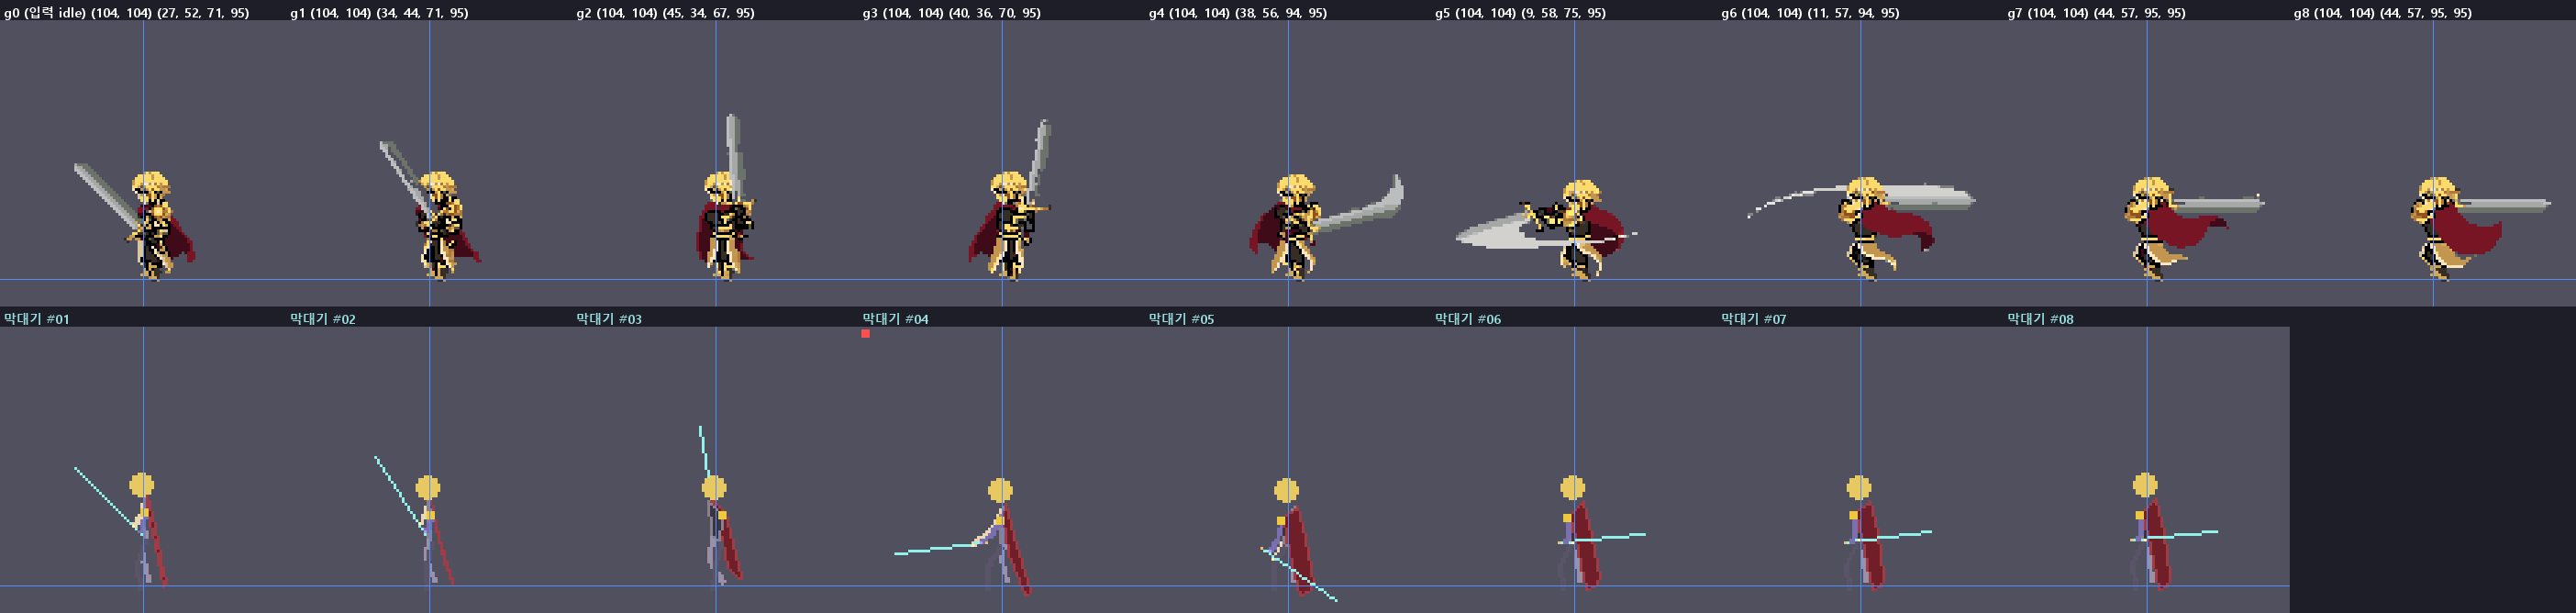 g0 (입력 idle) (104, 104) (27, 52, 71, 95)
g1 (104, 104) (34, 44, 71, 95)
g2 (104, 104) (45, 34, 67, 95)
g3 (104, 104) (40, 36, 70, 95)
g4 (104, 104) (38, 56, 94, 95)
g5 (104, 104) (9, 58, 75, 95)
g6 (104, 104) (11, 57, 94, 95)
g7 (104, 104) (44, 57, 95, 95)
g8 (104, 104) (44, 57, 95, 95)
막대기 #01
막대기 #02
막대기 #03
막대기 #04
막대기 #05
막대기 #06
막대기 #07
막대기 #08